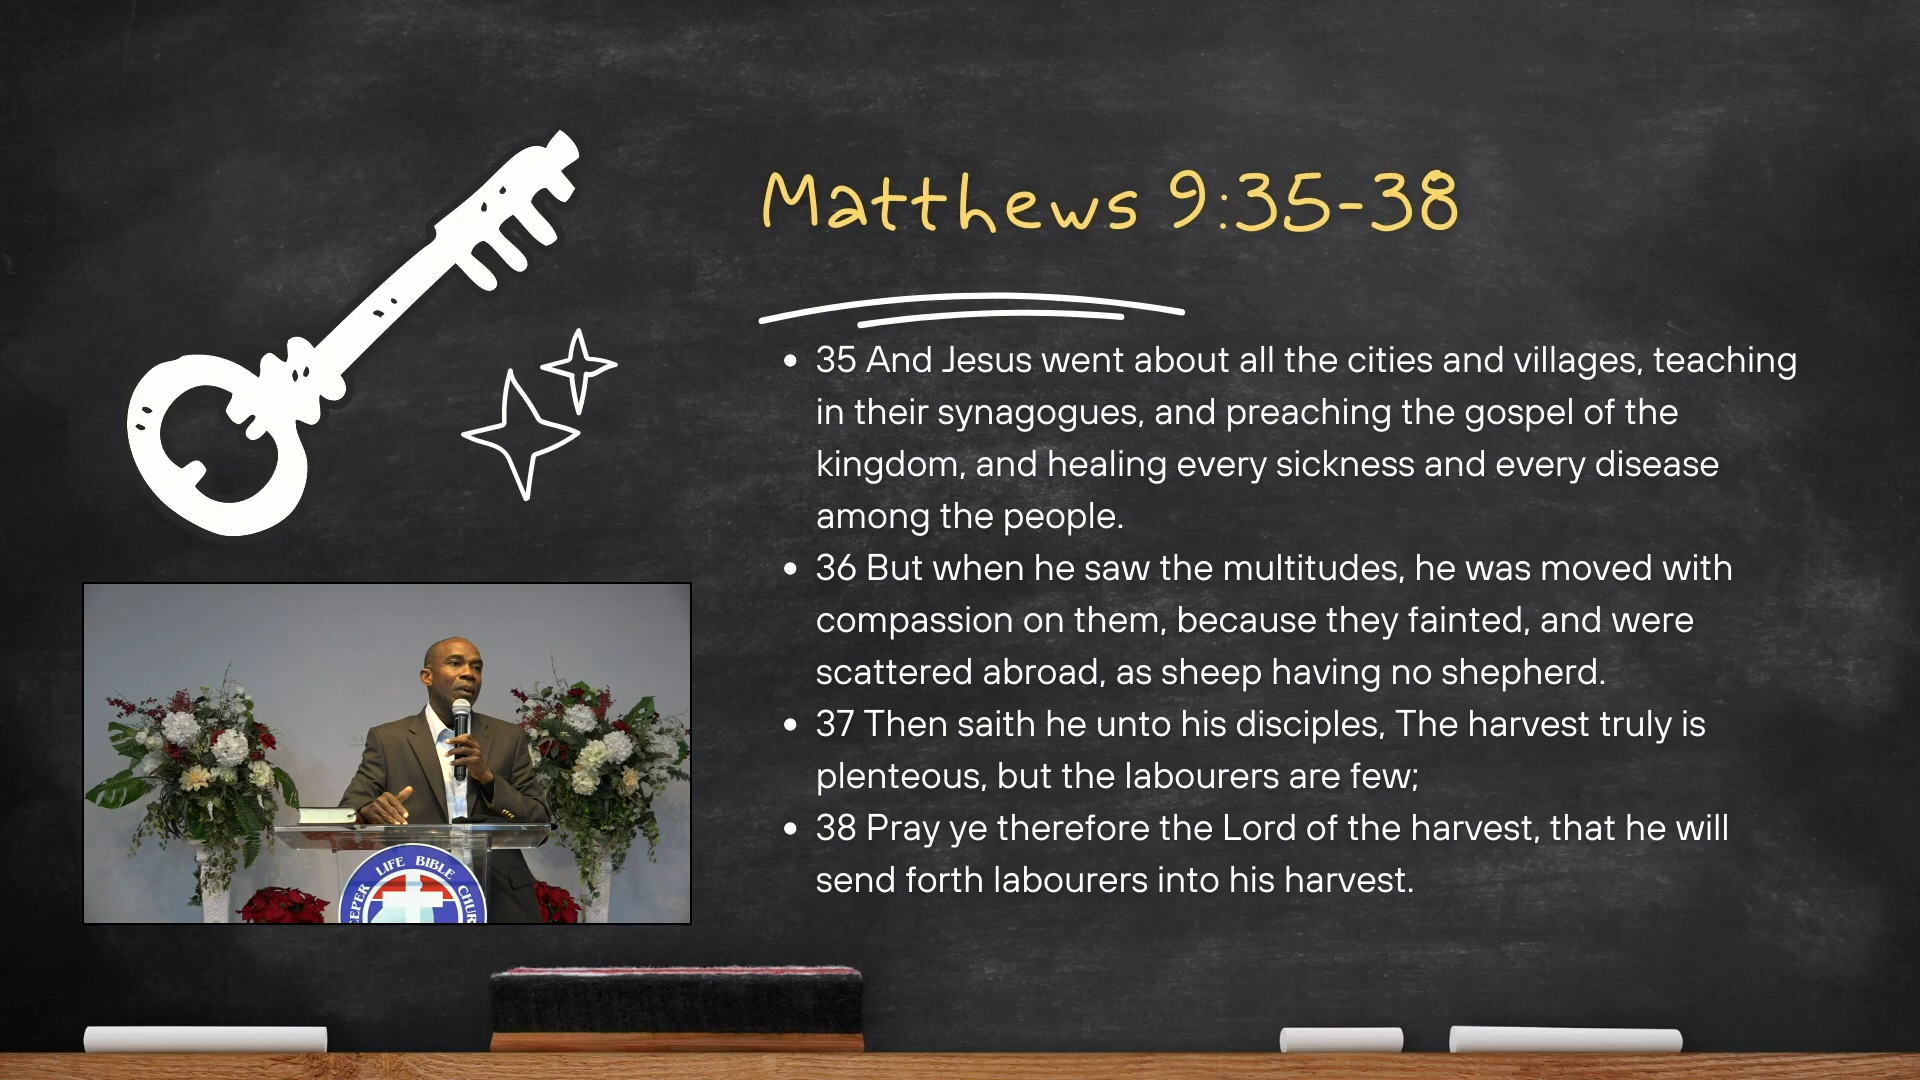 Matthews 9:35-38
35 And Jesus went about all the cities and villages, teaching
in their synagogues, and preaching the gospel of the
kingdom, and healing every sickness and every disease
among the people.
36 But when he saw the multitudes, he was moved with
compassion on them, because they fainted, and were
scattered abroad, as sheep having no shepherd.
37 Then saith he unto his disciples, The harvest truly is
plenteous, but the labourers are few;
38 Pray ye therefore the Lord of the harvest, that he will
send forth labourers into his harvest.
LIFE BIBLE